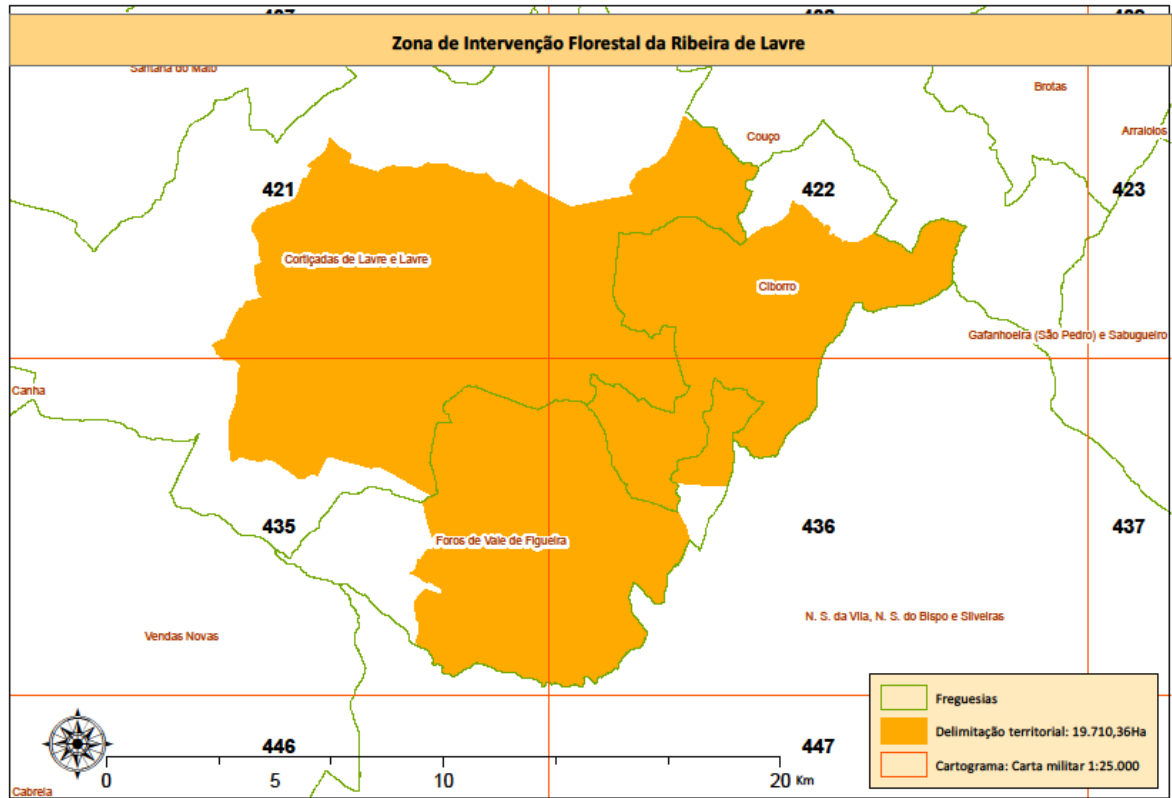 Zona de Intervenção Florestal da Ribeira de Lavre
Santana do Mato
Brotas
Couço
Arraiolos
421
422
423
Cortiçadas de Lavre e Lavre
Ciborro
Gafanhoeira (São Pedro) e Sabugueiro
Canha
435
436
437
Foros de Vale de Figueira
N. S. da Vila, N. S. do Bispo e Silveiras
Vendas Novas
Freguesias
Delimitação territorial: 19.710,36Ha
Cartograma: Carta militar 1:25.000
446
447
0 5 10 20 Km
Cabrela